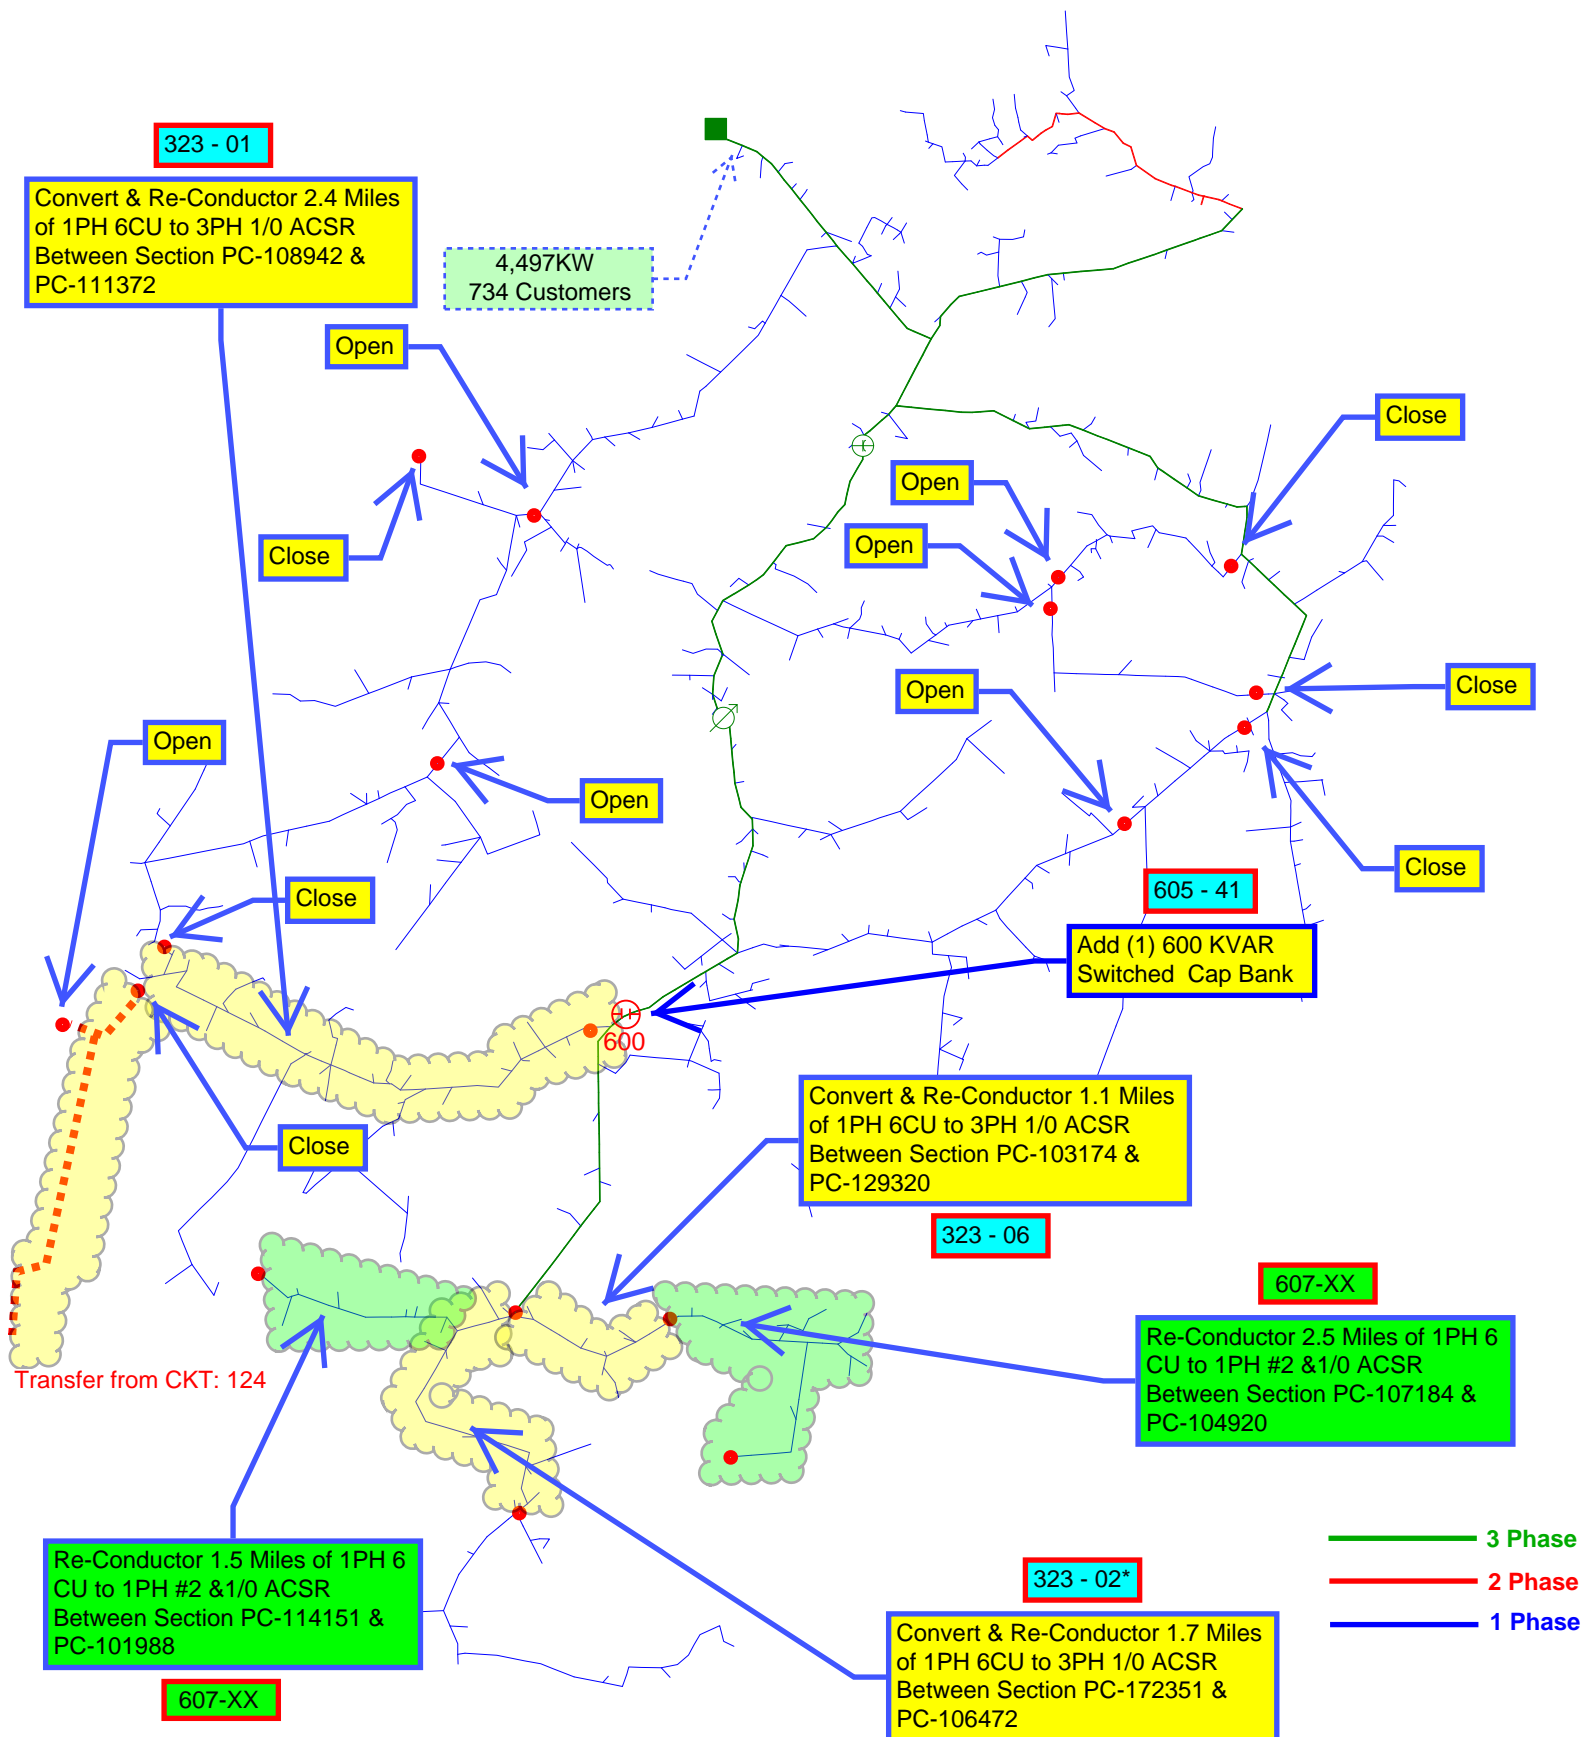 323 - 01
Convert & Re-Conductor 2.4 Miles
of 1PH 6CU to 3PH 1/0 ACSR
Between Section PC-108942 &
PC-111372
4,497KW
734 Customers
Open
Close
Close
Open
Open
Open
Close
Open
Open
Close
Close
605 - 41
Add (1) 600 KVAR
Switched  Cap Bank
600
Close
Convert & Re-Conductor 1.1 Miles
of 1PH 6CU to 3PH 1/0 ACSR
Between Section PC-103174 &
PC-129320
323 - 06
607-XX
Re-Conductor 2.5 Miles of 1PH 6
CU to 1PH #2 &1/0 ACSR
Between Section PC-107184 &
PC-104920
Transfer from CKT: 124
Re-Conductor 1.5 Miles of 1PH 6
CU to 1PH #2 &1/0 ACSR
Between Section PC-114151 &
PC-101988
607-XX
323 - 02*
Convert & Re-Conductor 1.7 Miles
of 1PH 6CU to 3PH 1/0 ACSR
Between Section PC-172351 &
PC-106472
3 Phase
2 Phase
1 Phase